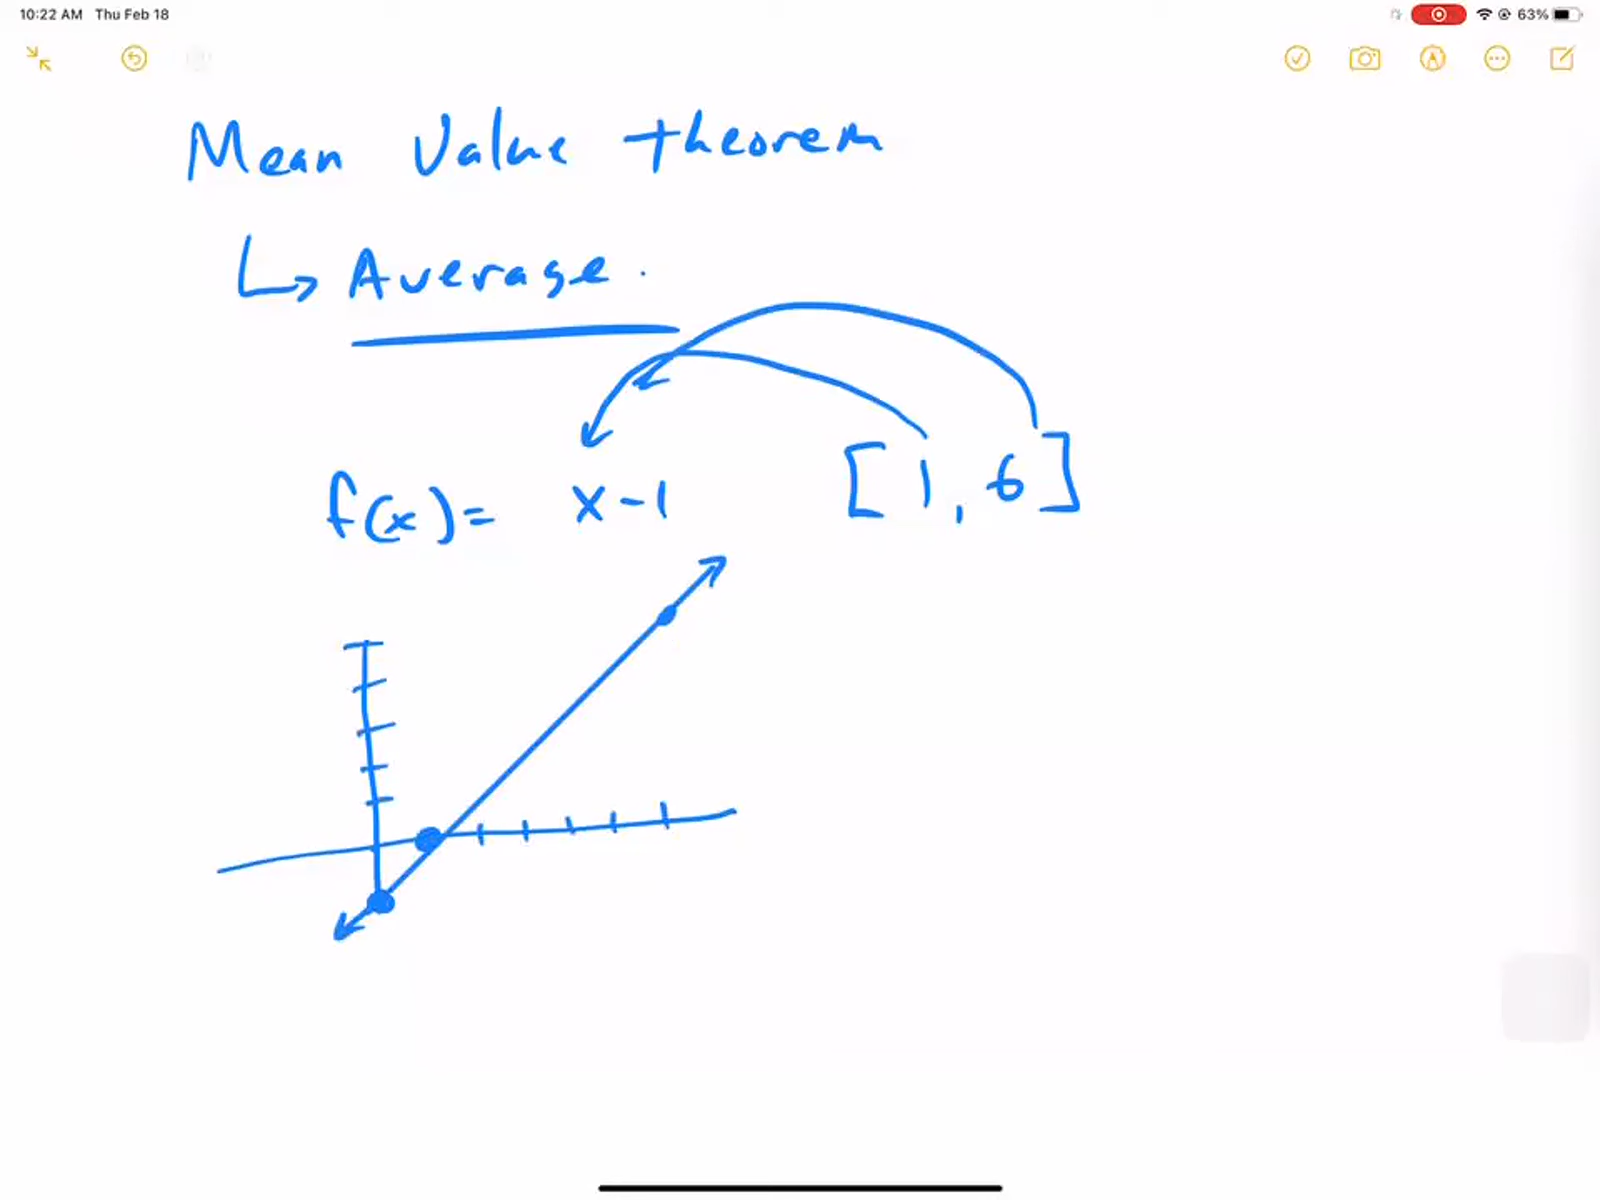 10:22 AM Thu Feb 18 63%
Mean Value theorem
↳ Average.
f(x)= x-1 [1, 6]